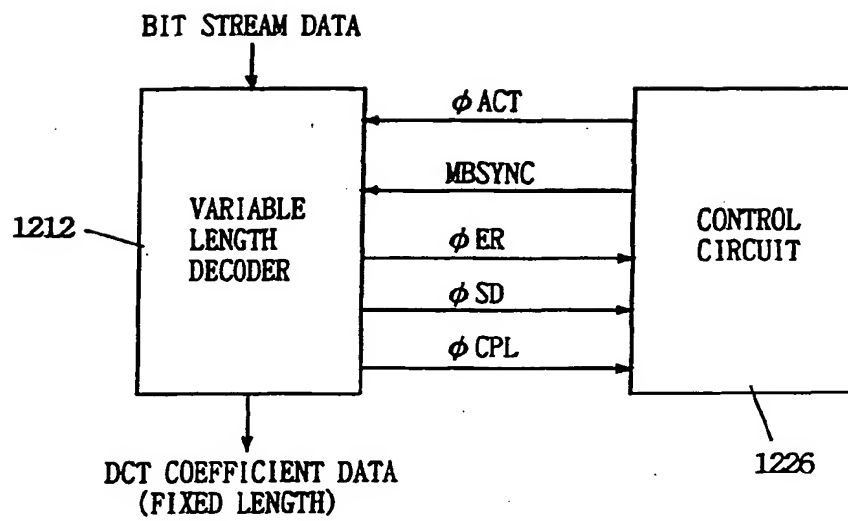 BIT STREAM DATA
φACT
MBSYNC
1212
VARIABLE
LENGTH
DECODER
φER
φSD
φCPL
CONTROL
CIRCUIT
1226
DCT COEFFICIENT DATA
(FIXED LENGTH)